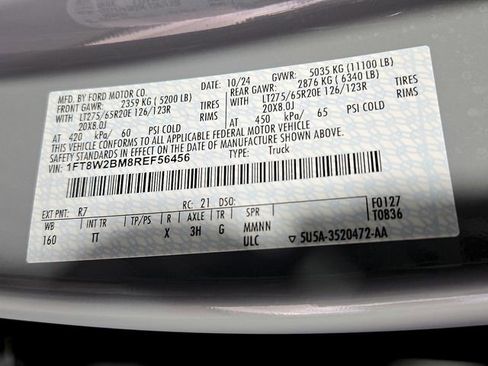 MFD. BY FORD MOTOR CO.
10/24 GVWR: 5035 KG (11100 LB)
FRONT GAWR: 2359 KG ( 5200 LB) REAR GAWR: 2876 KG ( 6340 LB)
WITH LT275/65R20E 126/123R TIRES WITH LT275/65R20E 126/123R TIRES
20X8.0J RIMS 20X8.0J RIMS
AT 420 kPa/ 60 PSI COLD AT 450 kPa/ 65 PSI COLD
THIS VEHICLE CONFORMS TO ALL APPLICABLE FEDERAL MOTOR VEHICLE
SAFETY STANDARDS IN EFFECT ON THE DATE OF MANUFACTURE SHOWN ABOVE.
VIN: 1FT8W2BM8REF56456 TYPE: Truck
EXT PNT: R7 RC: 21 DSO: F0127
WB INT TR TP/PS R AXLE TR SPR T0836
160 TT X 3H G MMNN
ULC 5U5A-3520472-AA